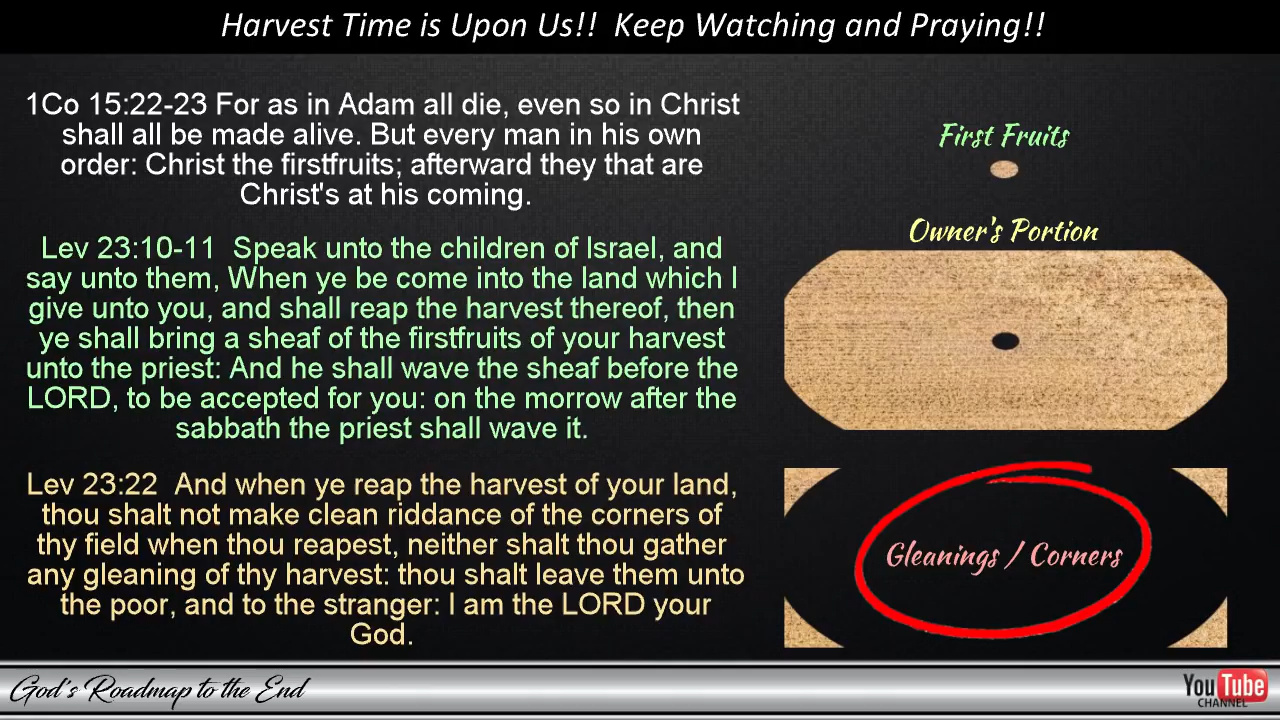 Harvest Time is Upon Us!!  Keep Watching and Praying!!
1Co 15:22-23 For as in Adam all die, even so in Christ
shall all be made alive. But every man in his own
order: Christ the firstfruits; afterward they that are
Christ's at his coming.
Lev 23:10-11  Speak unto the children of Israel, and
say unto them, When ye be come into the land which I
give unto you, and shall reap the harvest thereof, then
ye shall bring a sheaf of the firstfruits of your harvest
unto the priest: And he shall wave the sheaf before the
LORD, to be accepted for you: on the morrow after the
sabbath the priest shall wave it.
Lev 23:22  And when ye reap the harvest of your land,
thou shalt not make clean riddance of the corners of
thy field when thou reapest, neither shalt thou gather
any gleaning of thy harvest: thou shalt leave them unto
the poor, and to the stranger: I am the LORD your
God.
First Fruits
Owner's Portion
Gleanings / Corners
God's Roadmap to the End
YouTube
CHANNEL